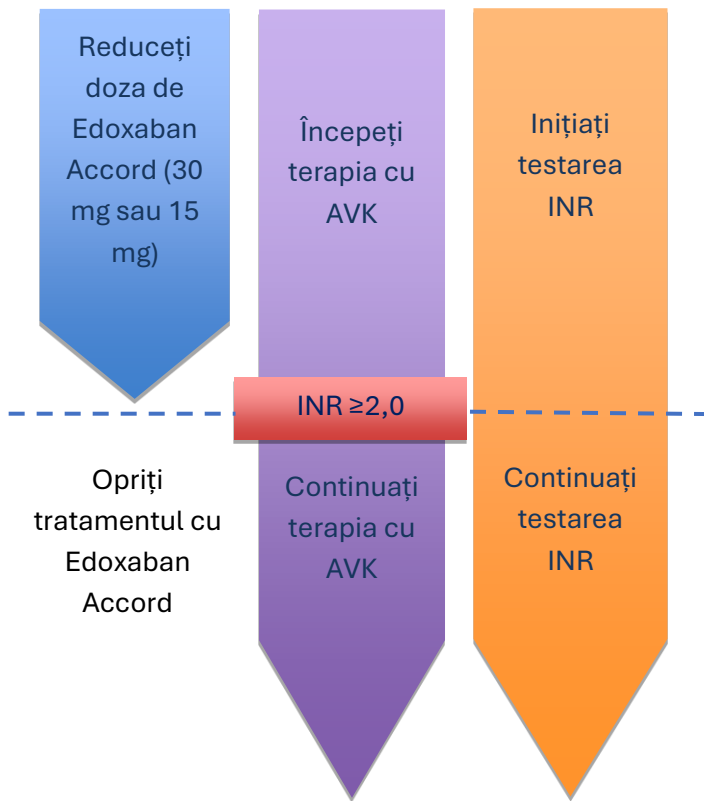 Reduceți
doza de
Edoxaban
Accord (30
mg sau 15
mg)
Începeți
terapia cu
AVK
Inițiați
testarea
INR
INR ≥2,0
Opriți
tratamentul cu
Edoxaban
Accord
Continuați
terapia cu
AVK
Continuați
testarea
INR